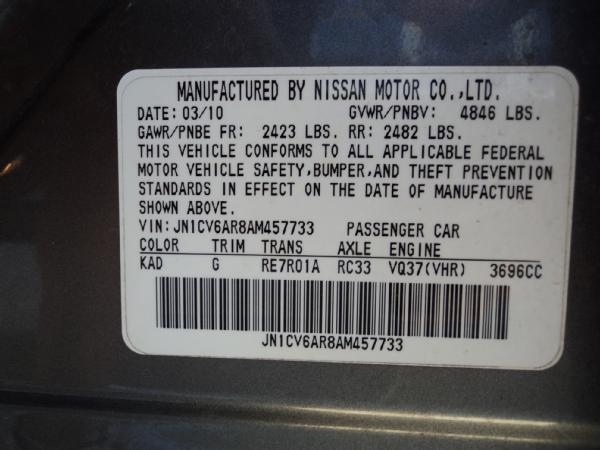 MANUFACTURED BY NISSAN MOTOR CO.,LTD.
DATE: 03/10 GVWR/PNBV: 4846 LBS.
GAWR/PNBE FR: 2423 LBS. RR: 2482 LBS.
THIS VEHICLE CONFORMS TO ALL APPLICABLE FEDERAL
MOTOR VEHICLE SAFETY,BUMPER,AND THEFT PREVENTION
STANDARDS IN EFFECT ON THE DATE OF MANUFACTURE
SHOWN ABOVE.
VIN:JN1CV6AR8AM457733 PASSENGER CAR
COLOR TRIM TRANS AXLE ENGINE
KAD G RE7R01A RC33 VQ37(VHR) 3696CC
JN1CV6AR8AM457733